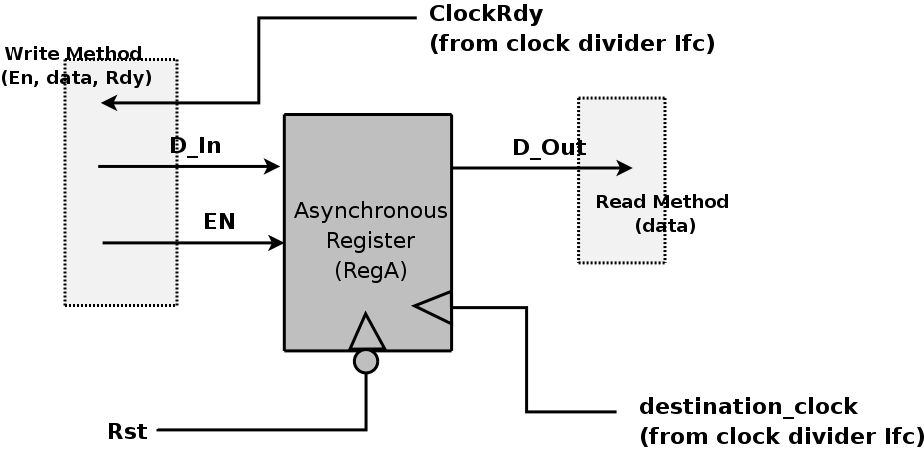 ClockRdy
(from clock divider Ifc)
Write Method
(En, data, Rdy)
D_In
D_Out
EN
Asynchronous
Register
(RegA)
Read Method
(data)
Rst
destination_clock
(from clock divider Ifc)